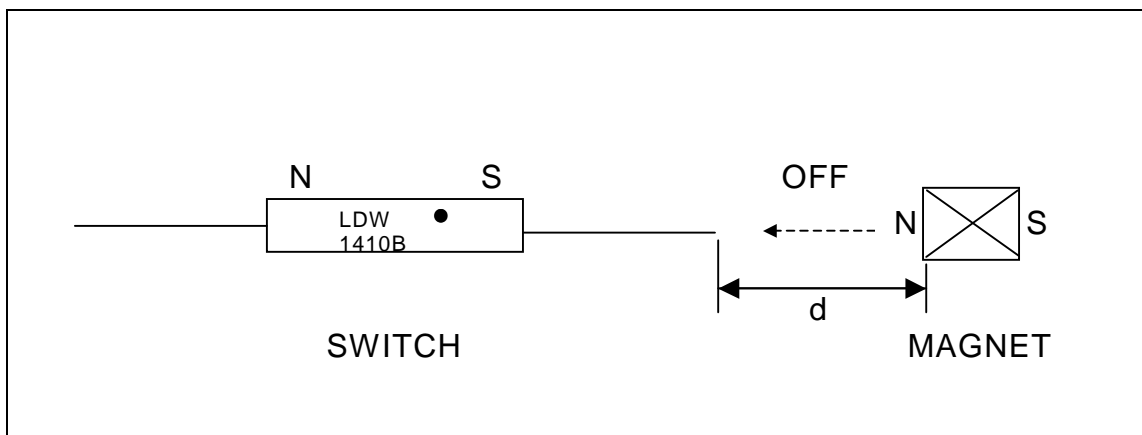 N S OFF
LDW
1410B
N S
d
SWITCH MAGNET